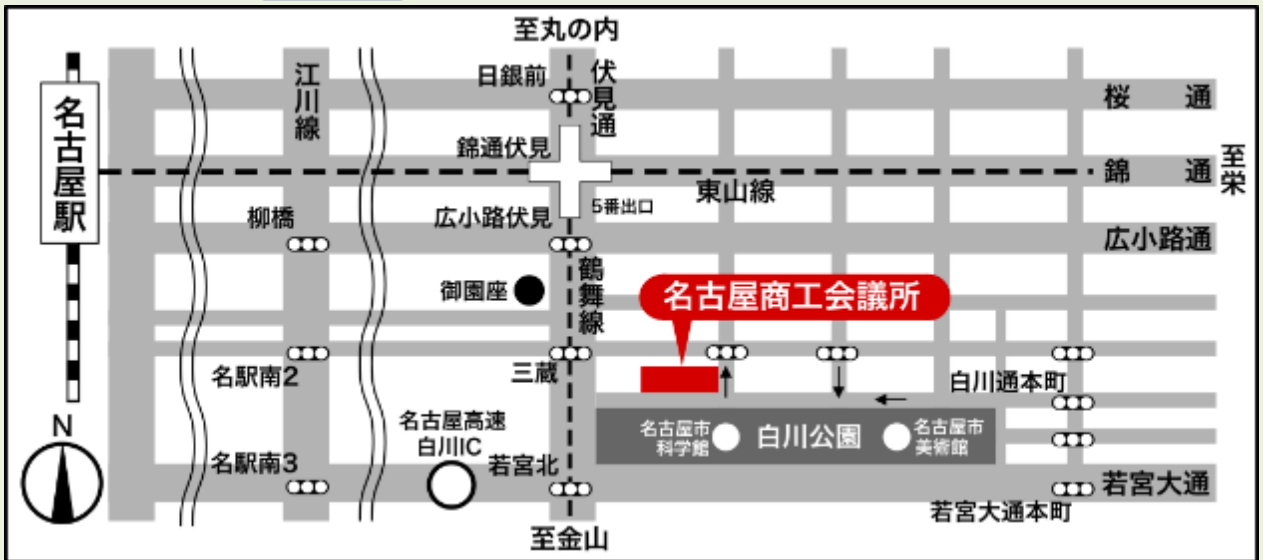 至丸の内
日銀前
伏見通
江川線
桜 通
名古屋駅
錦通伏見
東山線
錦 通
至栄
5番出口
柳橋
広小路伏見
広小路通
鶴舞線
御園座
名古屋商工会議所
名駅南2
三蔵
白川通本町
N
名古屋高速
白川IC
名古屋市
科学館
白川公園
名古屋市
美術館
名駅南3
若宮北
若宮大通
若宮大通本町
至金山